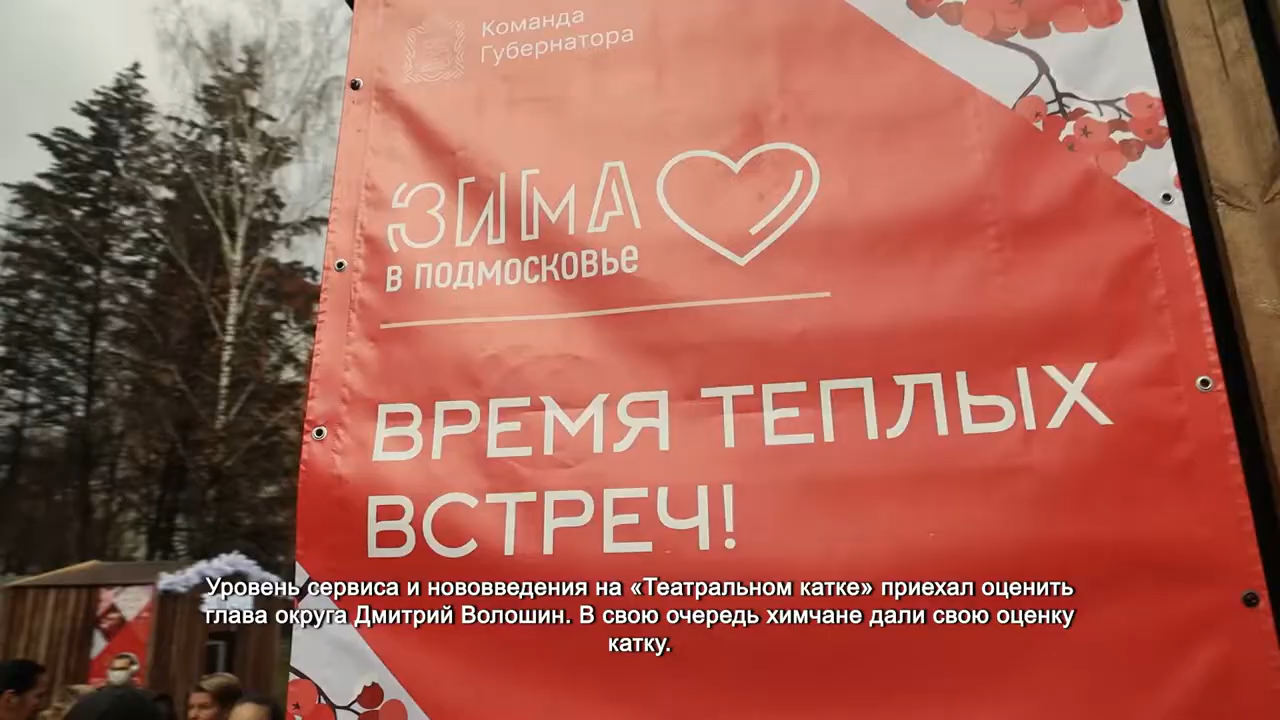 Команда
Губернатора
ЗИМА
В ПОДМОСКОВЬЕ
ВРЕМЯ ТЕПЛЫХ
ВСТРЕЧ!
Уровень сервиса и нововведения на «Театральном катке» приехал оценить
глава округа Дмитрий Волошин. В свою очередь химчане дали свою оценку
катку.